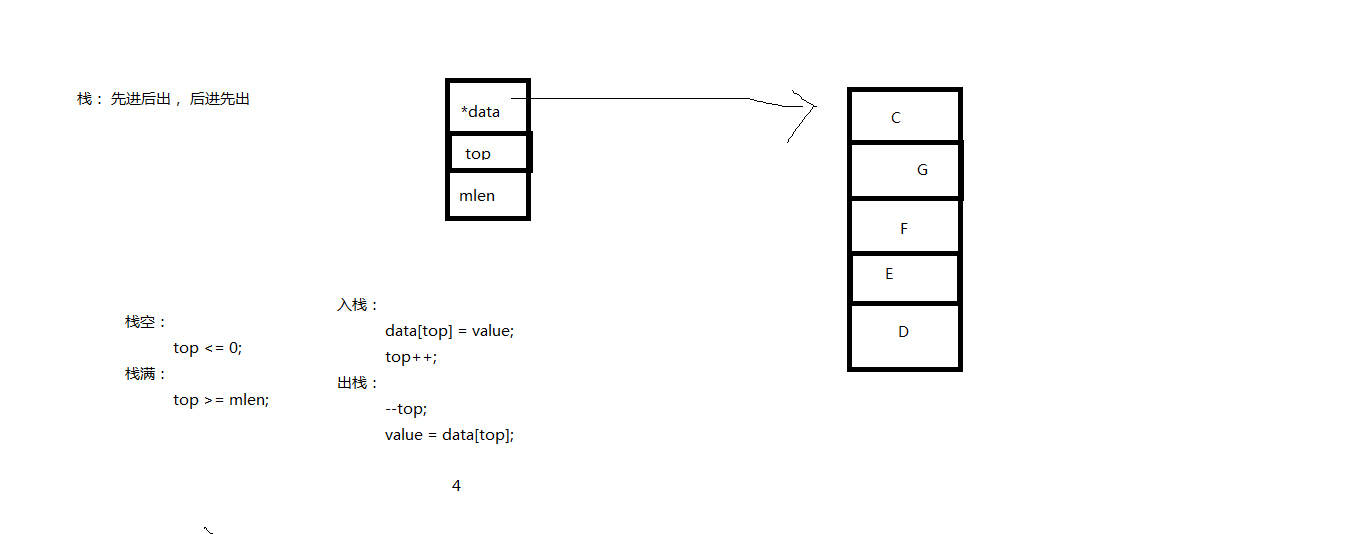 栈： 先进后出 ，后进先出
*data
top
mlen
C
G
F
E
D
栈空：
top <= 0;
栈满：
top >= mlen;
入栈：
data[top] = value;
top++;
出栈：
--top;
value = data[top];
4